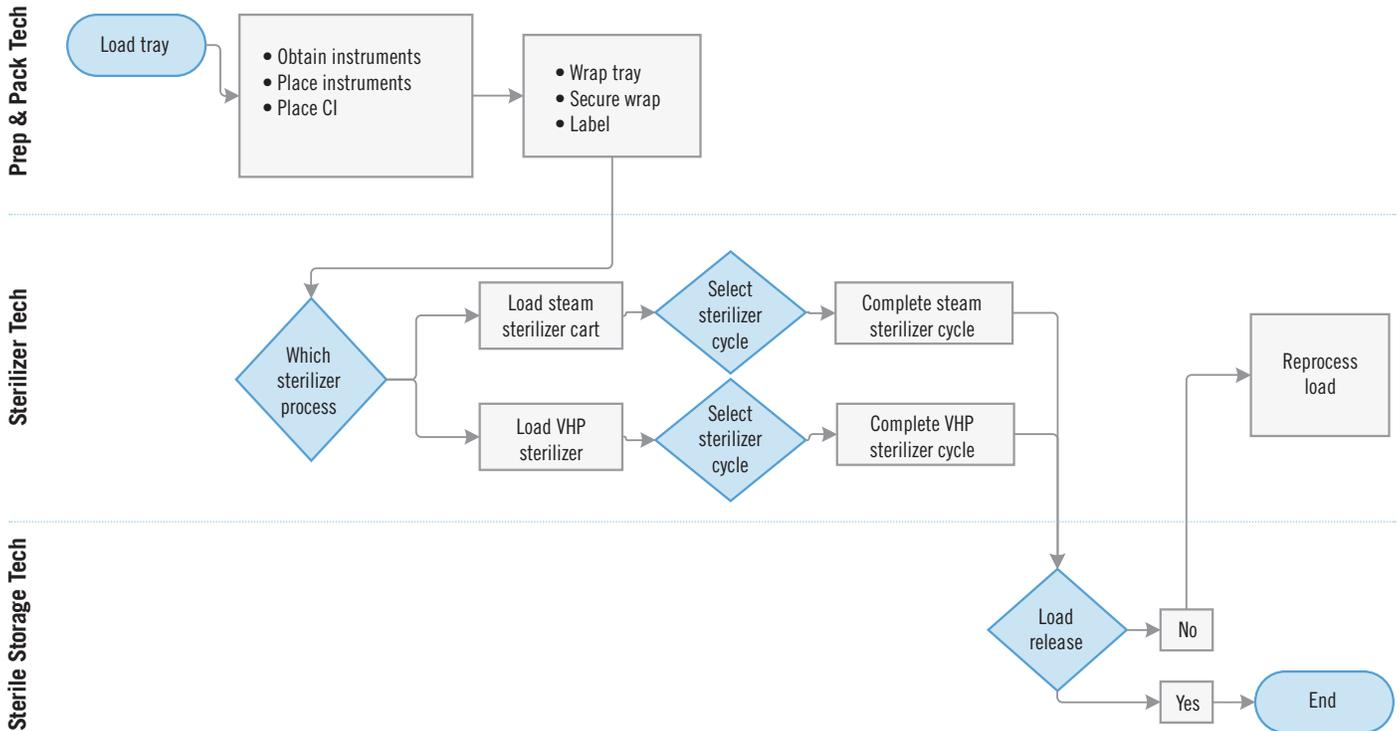 Prep & Pack Tech
Load tray
• Obtain instruments
• Place instruments
• Place CI
• Wrap tray
• Secure wrap
• Label
Sterilizer Tech
Which
sterilizer
process
Load steam
sterilizer cart
Select
sterilizer
cycle
Complete steam
sterilizer cycle
Load VHP
sterilizer
Select
sterilizer
cycle
Complete VHP
sterilizer cycle
Reprocess
load
Sterile Storage Tech
Load
release
No
Yes
End